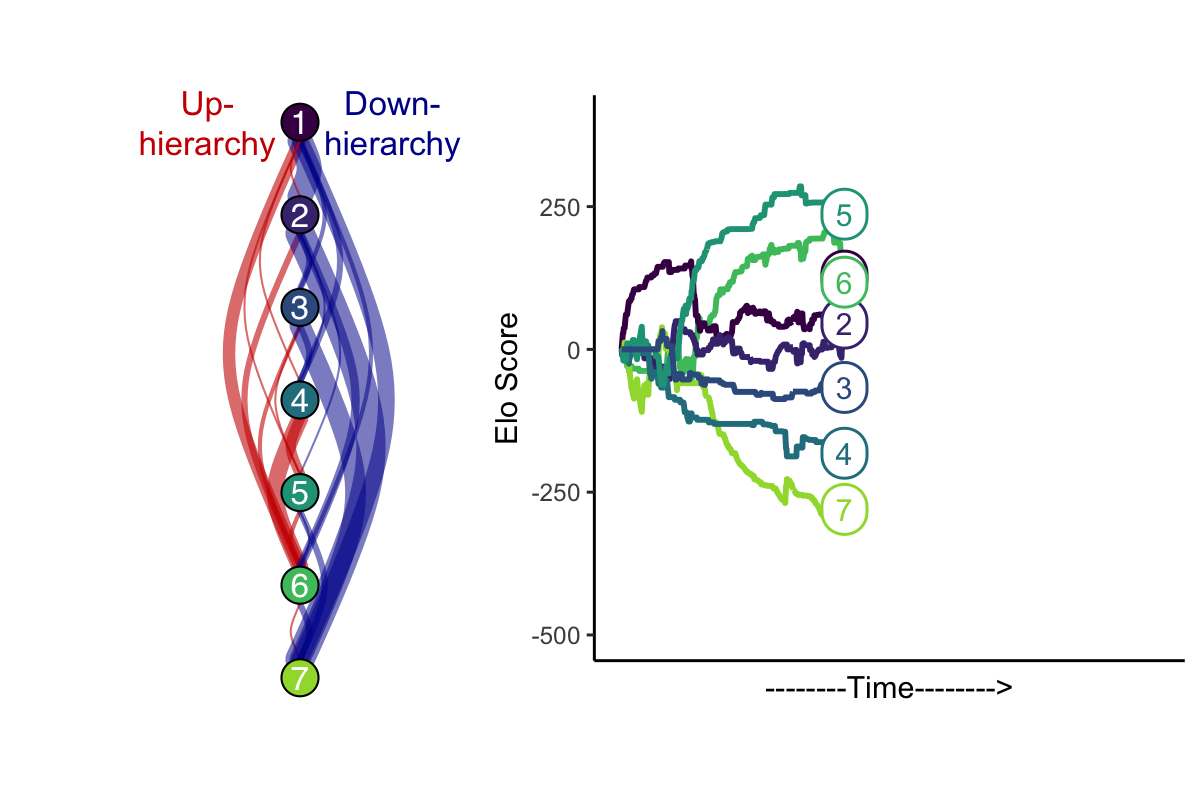 Up-
hierarchy
Down-
hierarchy
1
2
3
4
5
6
7
Elo Score
250
0
-250
-500
5
6
2
3
4
7
--------Time-------->